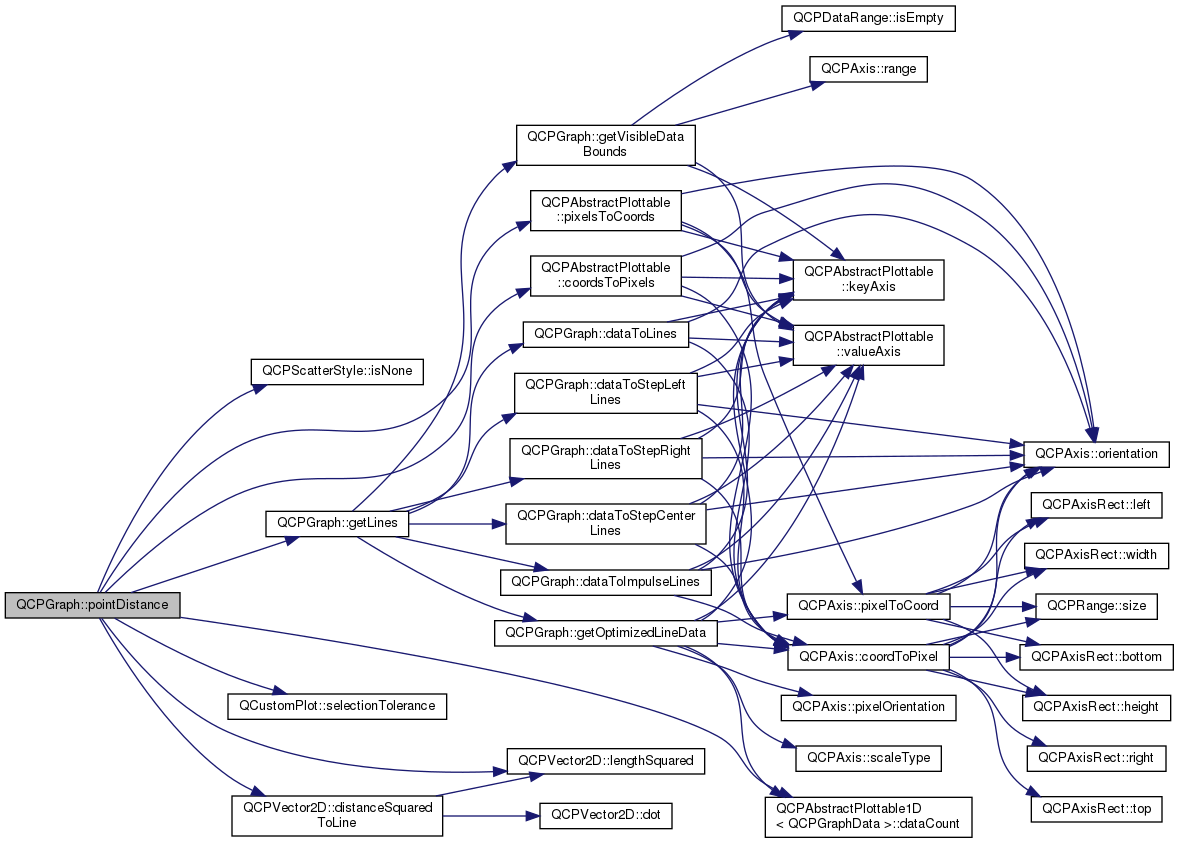 QCPDataRange::isEmpty
QCPAxis::range
QCPGraph::getVisibleData
Bounds
QCPAbstractPlottable
::pixelsToCoords
QCPAbstractPlottable
::coordsToPixels
QCPAbstractPlottable
::keyAxis
QCPGraph::dataToLines
QCPAbstractPlottable
::valueAxis
QCPScatterStyle::isNone
QCPGraph::dataToStepLeft
Lines
QCPGraph::dataToStepRight
Lines
QCPAxis::orientation
QCPGraph::getLines
QCPGraph::dataToStepCenter
Lines
QCPAxisRect::left
QCPAxisRect::width
QCPGraph::dataToImpulseLines
QCPGraph::pointDistance
QCPAxis::pixelToCoord
QCPRange::size
QCPGraph::getOptimizedLineData
QCPAxis::coordToPixel
QCPAxisRect::bottom
QCustomPlot::selectionTolerance
QCPAxis::pixelOrientation
QCPAxisRect::height
QCPVector2D::lengthSquared
QCPAxis::scaleType
QCPAxisRect::right
QCPVector2D::distanceSquared
ToLine
QCPVector2D::dot
QCPAbstractPlottable1D
< QCPGraphData >::dataCount
QCPAxisRect::top